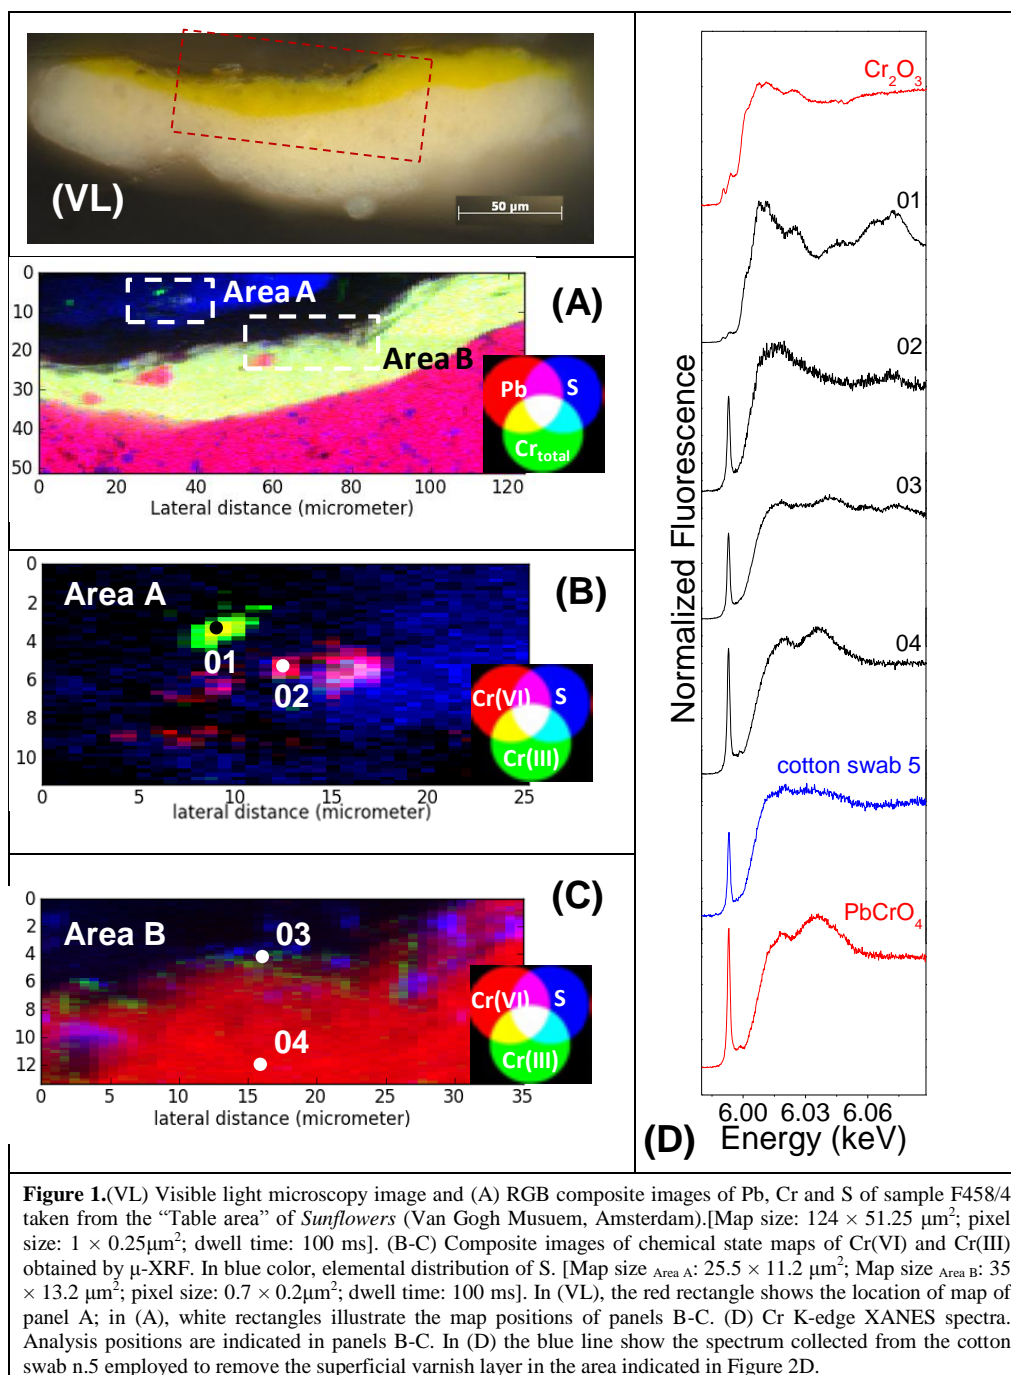 (VL)
50 µm
0
10
20
30
40
50
Area A
Area B
(A)
Pb
S
Cr total
0 20 40 60 80 100 120
Lateral distance (micrometer)
0
2
4
6
8
10
Area A
01
02
(B)
Cr(VI)
S
Cr(III)
0 5 10 15 20 25
lateral distance (micrometer)
0
2
4
6
8
10
12
Area B
03
04
(C)
Cr(VI)
S
Cr(III)
0 5 10 15 20 25 30 35
lateral distance (micrometer)
Normalized Fluorescence
Cr2O3
01
02
03
04
cotton swab 5
PbCrO4
6.00 6.03 6.06
(D) Energy (keV)
Figure 1.(VL) Visible light microscopy image and (A) RGB composite images of Pb, Cr and S of sample F458/4
taken from the “Table area” of Sunflowers (Van Gogh Musuem, Amsterdam).[Map size: 124 × 51.25 µm2; pixel
size: 1 × 0.25µm2; dwell time: 100 ms]. (B-C) Composite images of chemical state maps of Cr(VI) and Cr(III)
obtained by µ-XRF. In blue color, elemental distribution of S. [Map size Area A: 25.5 × 11.2 µm2; Map size Area B: 35
× 13.2 µm2; pixel size: 0.7 × 0.2µm2; dwell time: 100 ms]. In (VL), the red rectangle shows the location of map of
panel A; in (A), white rectangles illustrate the map positions of panels B-C. (D) Cr K-edge XANES spectra.
Analysis positions are indicated in panels B-C. In (D) the blue line show the spectrum collected from the cotton
swab n.5 employed to remove the superficial varnish layer in the area indicated in Figure 2D.